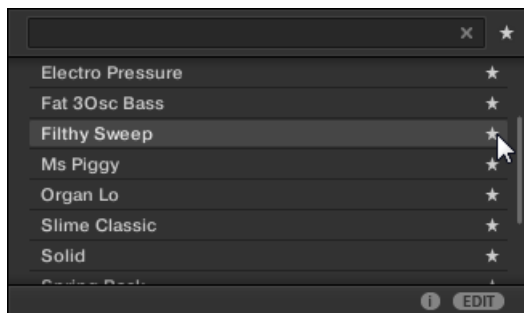 Electro Pressure
Fat 3Osc Bass
Filthy Sweep
Ms Piggy
Organ Lo
Slime Classic
Solid
EDIT